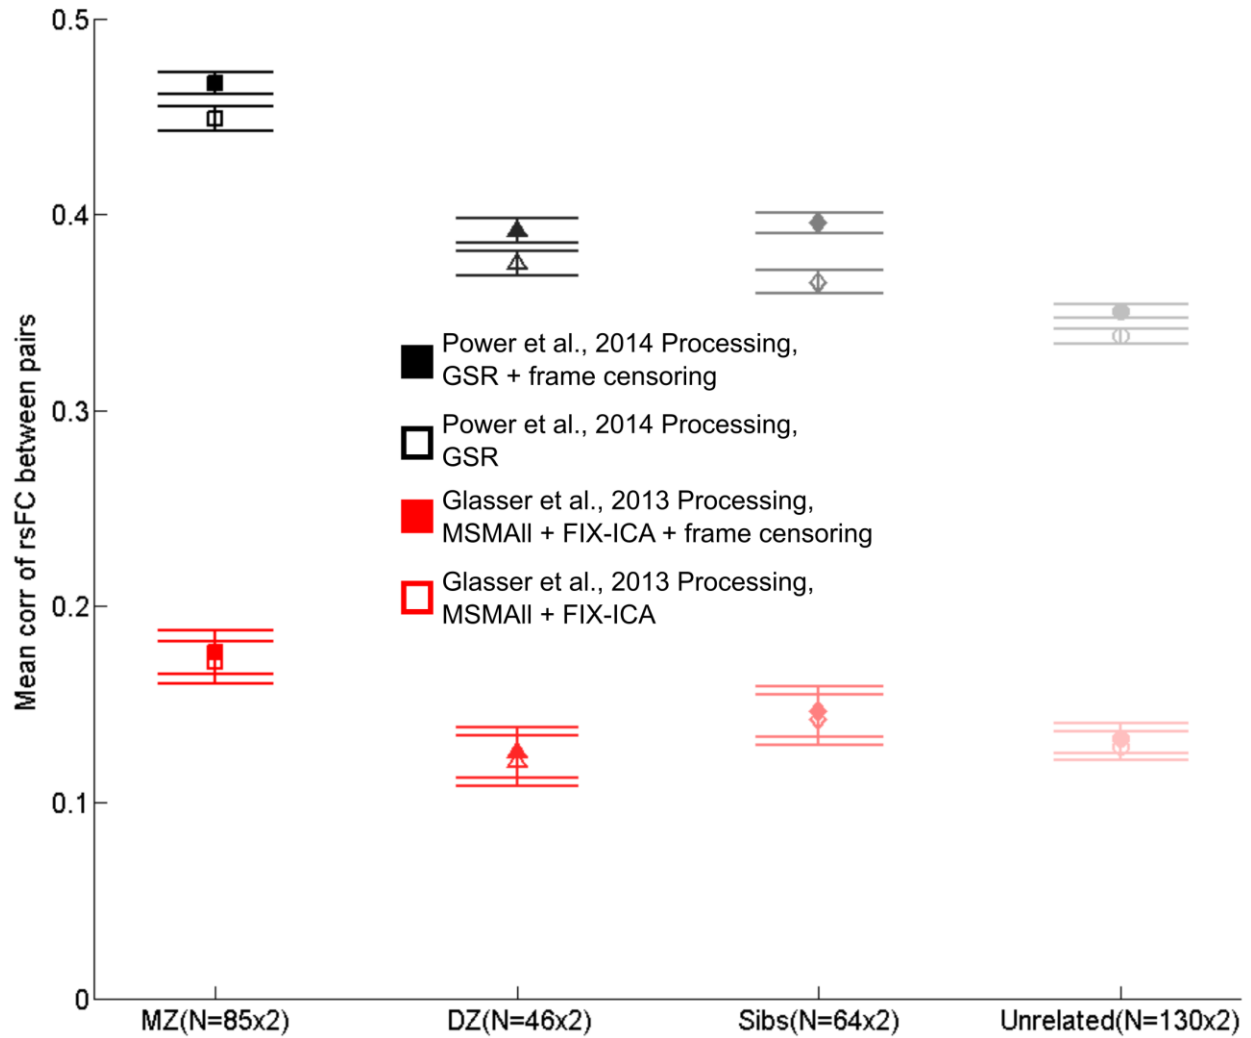 0.5
0.4
0.3
0.2
0.1
0
Mean corr of rsFC between pairs
Power et al., 2014 Processing,
GSR + frame censoring
Power et al., 2014 Processing,
GSR
Glasser et al., 2013 Processing,
MSMAll + FIX-ICA + frame censoring
Glasser et al., 2013 Processing,
MSMAll + FIX-ICA
MZ(N=85x2)
DZ(N=46x2)
Sibs(N=64x2)
Unrelated(N=130x2)